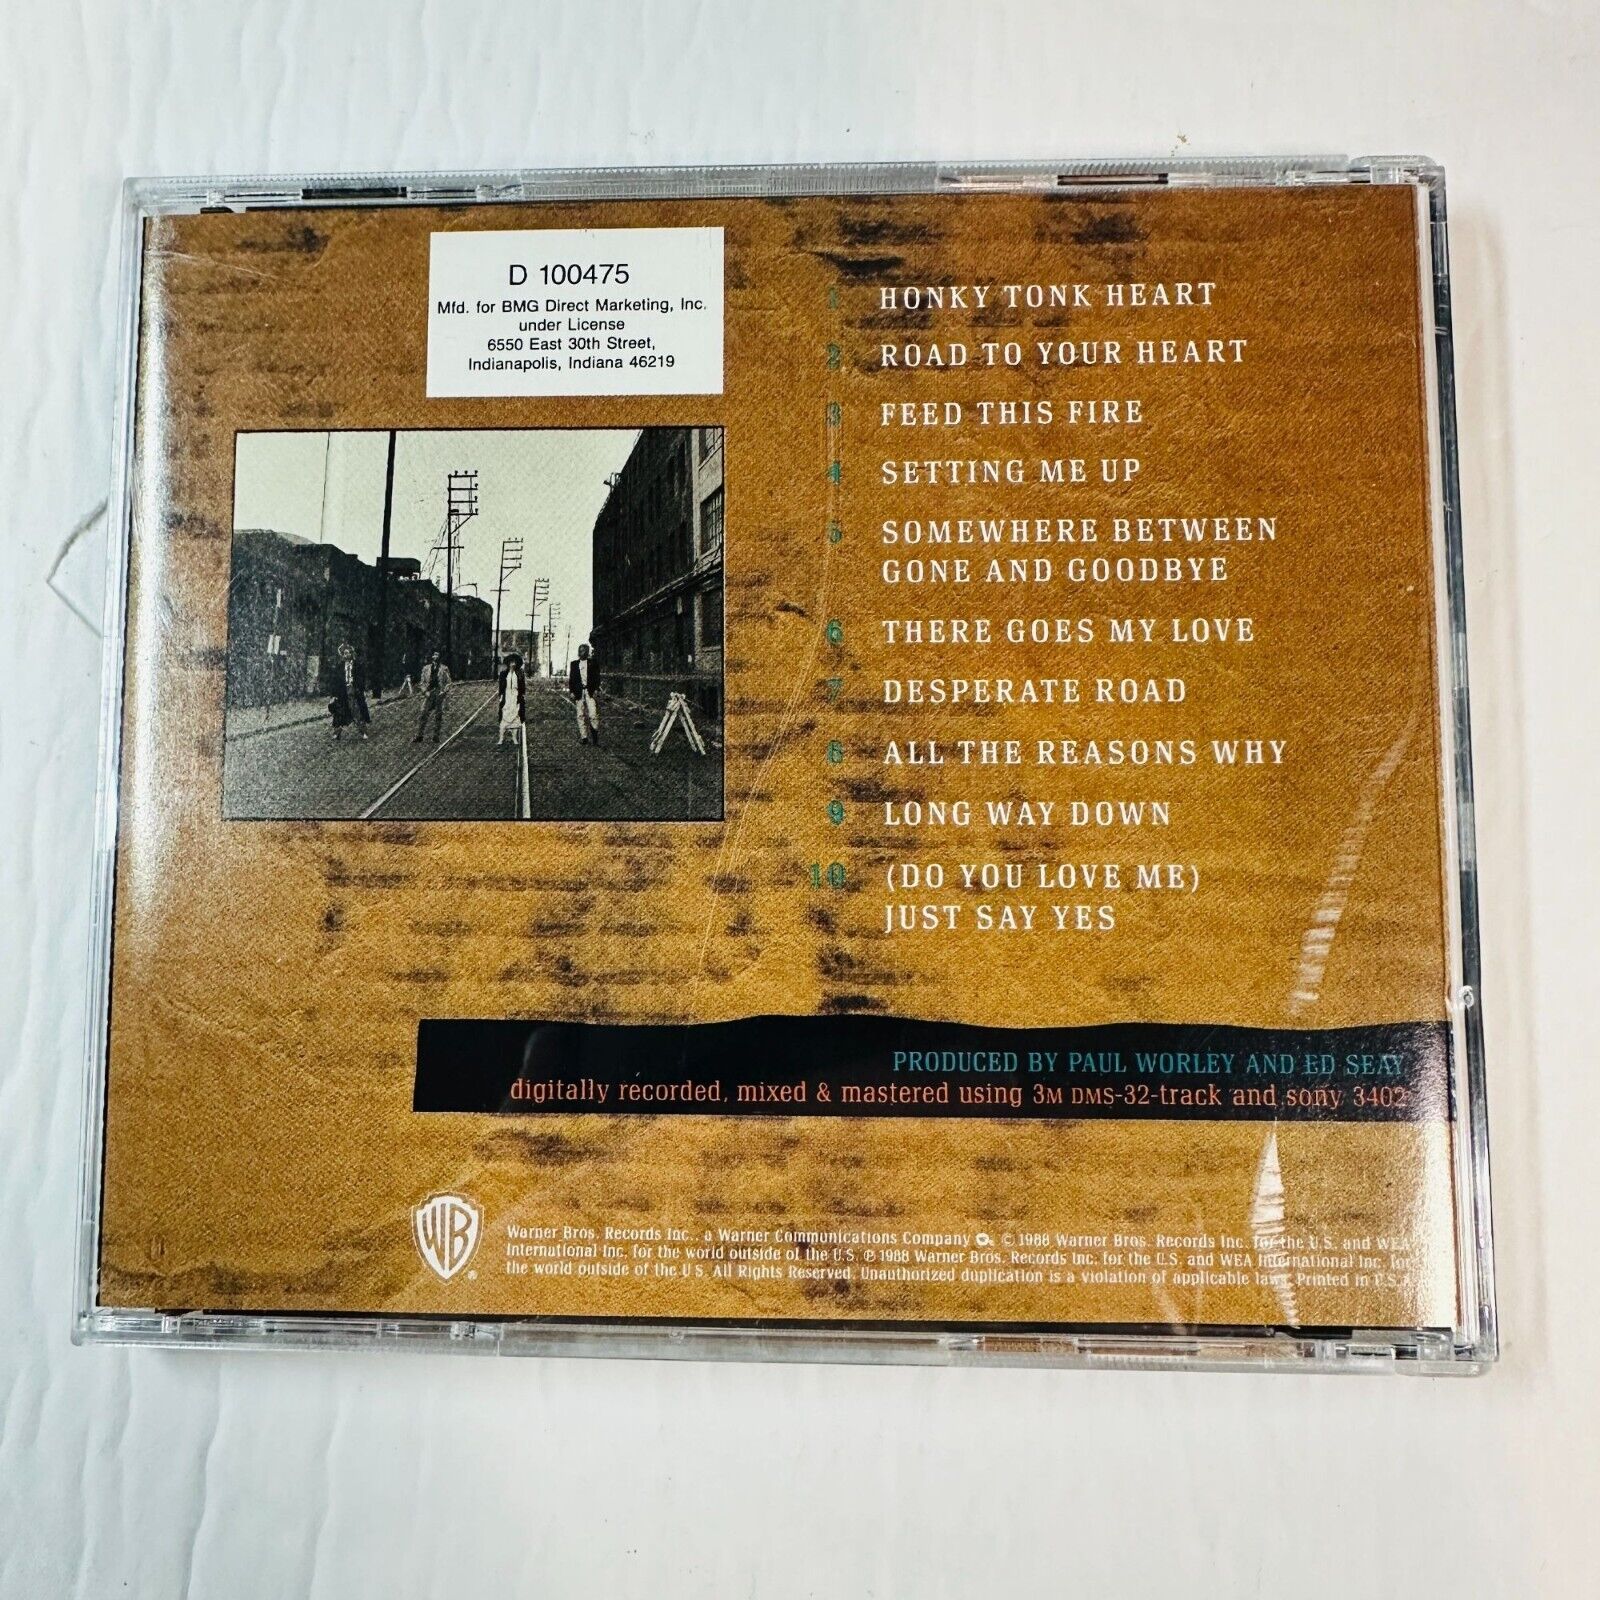 D 100475
Mfd. for BMG Direct Marketing, Inc.
under License
6550 East 30th Street,
Indianapolis, Indiana 46219
1 HONKY TONK HEART
2 ROAD TO YOUR HEART
3 FEED THIS FIRE
4 SETTING ME UP
5 SOMEWHERE BETWEEN
GONE AND GOODBYE
6 THERE GOES MY LOVE
7 DESPERATE ROAD
8 ALL THE REASONS WHY
9 LONG WAY DOWN
10 (DO YOU LOVE ME)
JUST SAY YES
PRODUCED BY PAUL WORLEY AND ED SEAY
digitally recorded, mixed & mastered using 3M DMS-32-track and sony 3402
WB ®
Warner Bros. Records Inc., a Warner Communications Company © 1988 Warner Bros. Records Inc. for the U.S. and WEA
International Inc. for the world outside of the U.S. ℗ 1988 Warner Bros. Records Inc. for the U.S. and WEA International Inc. for
the world outside of the U.S. All Rights Reserved. Unauthorized duplication is a violation of applicable laws. Printed in U.S.A.